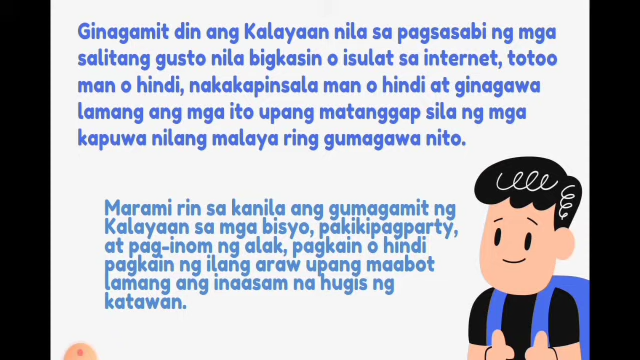 Ginagamit din ang Kalayaan nila sa pagsasabi ng mga
salitang gusto nila bigkasin o isulat sa internet, totoo
man o hindi, nakakapinsala man o hindi at ginagawa
lamang ang mga ito upang matanggap sila ng mga
kapuwa nilang malaya ring gumagawa nito.
Marami rin sa kanila ang gumagamit ng
Kalayaan sa mga bisyo, pakikipagparty,
at pag-inom ng alak, pagkain o hindi
pagkain ng ilang araw upang maabot
lamang ang inaasam na hugis ng
katawan.